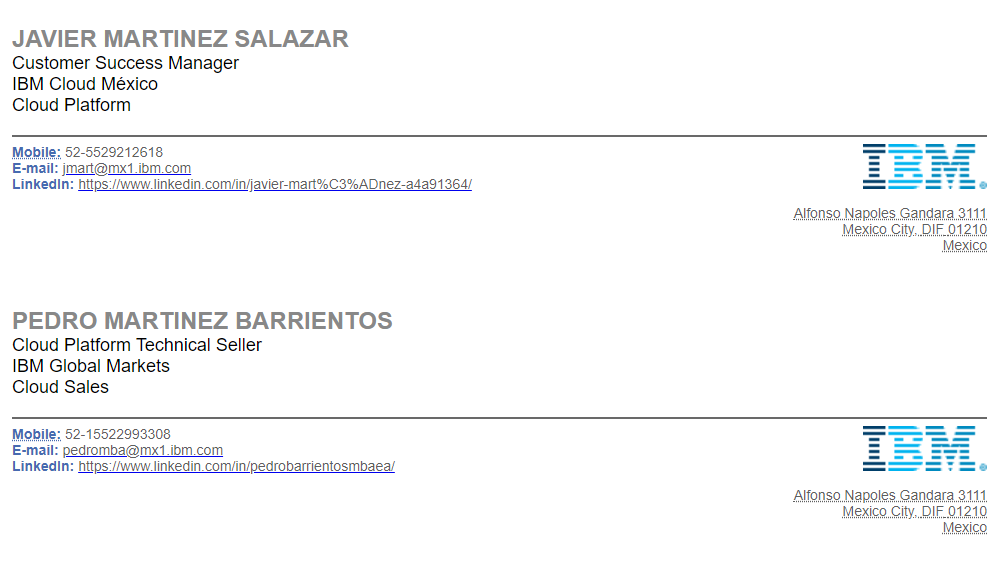 JAVIER MARTINEZ SALAZAR
Customer Success Manager
IBM Cloud México
Cloud Platform
Mobile: 52-5529212618
E-mail: jmart@mx1.ibm.com
LinkedIn: https://www.linkedin.com/in/javier-mart%C3%ADnez-a4a91364/
IBM
Alfonso Napoles Gandara 3111
Mexico City, DIF 01210
Mexico
PEDRO MARTINEZ BARRIENTOS
Cloud Platform Technical Seller
IBM Global Markets
Cloud Sales
Mobile: 52-15522993308
E-mail: pedromba@mx1.ibm.com
LinkedIn: https://www.linkedin.com/in/pedrobarrientosmbaea/
IBM
Alfonso Napoles Gandara 3111
Mexico City, DIF 01210
Mexico